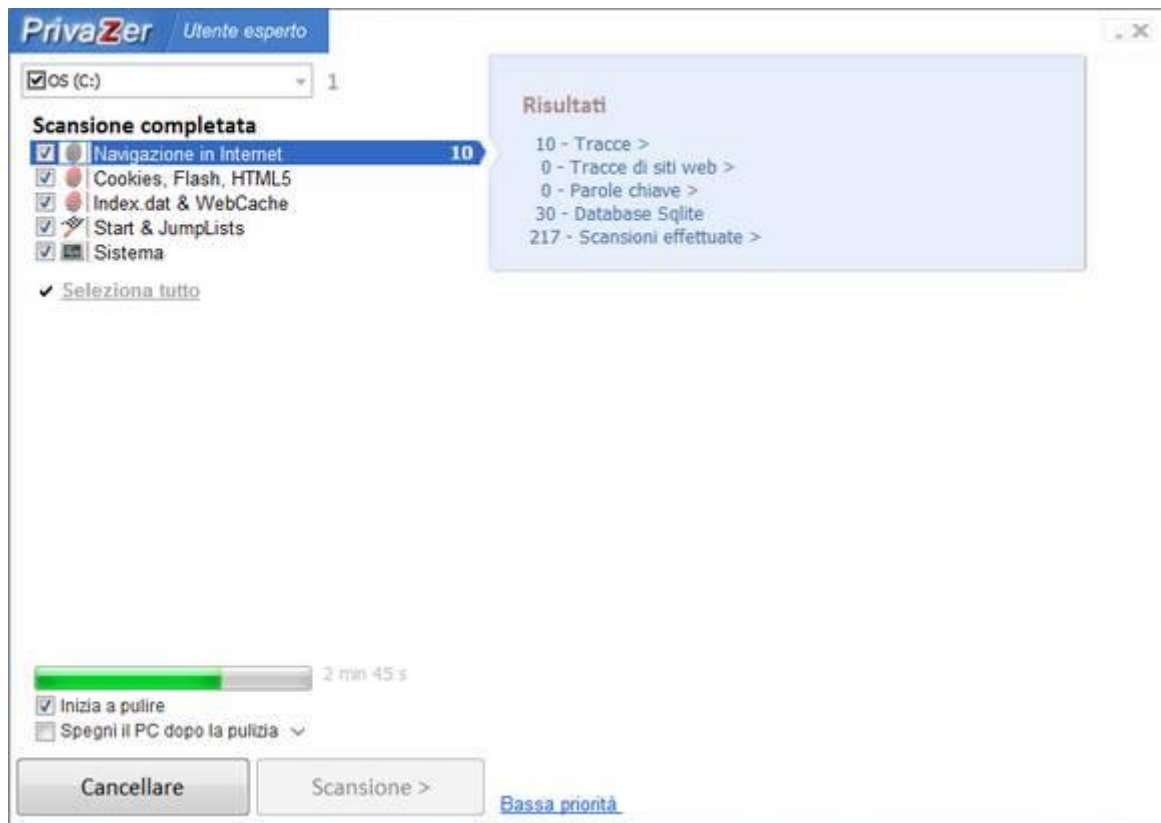 PrivaZer Utente esperto
OS (C:) 1
Scansione completata
Navigazione in Internet 10
Cookies, Flash, HTML5
Index.dat & WebCache
Start & JumpLists
Sistema
Seleziona tutto
Risultati
10 - Tracce >
0 - Tracce di siti web >
0 - Parole chiave >
30 - Database Sqlite
217 - Scansioni effettuate >
2 min 45 s
Inizia a pulire
Spegni il PC dopo la pulizia
Cancellare
Scansione >
Bassa priorità